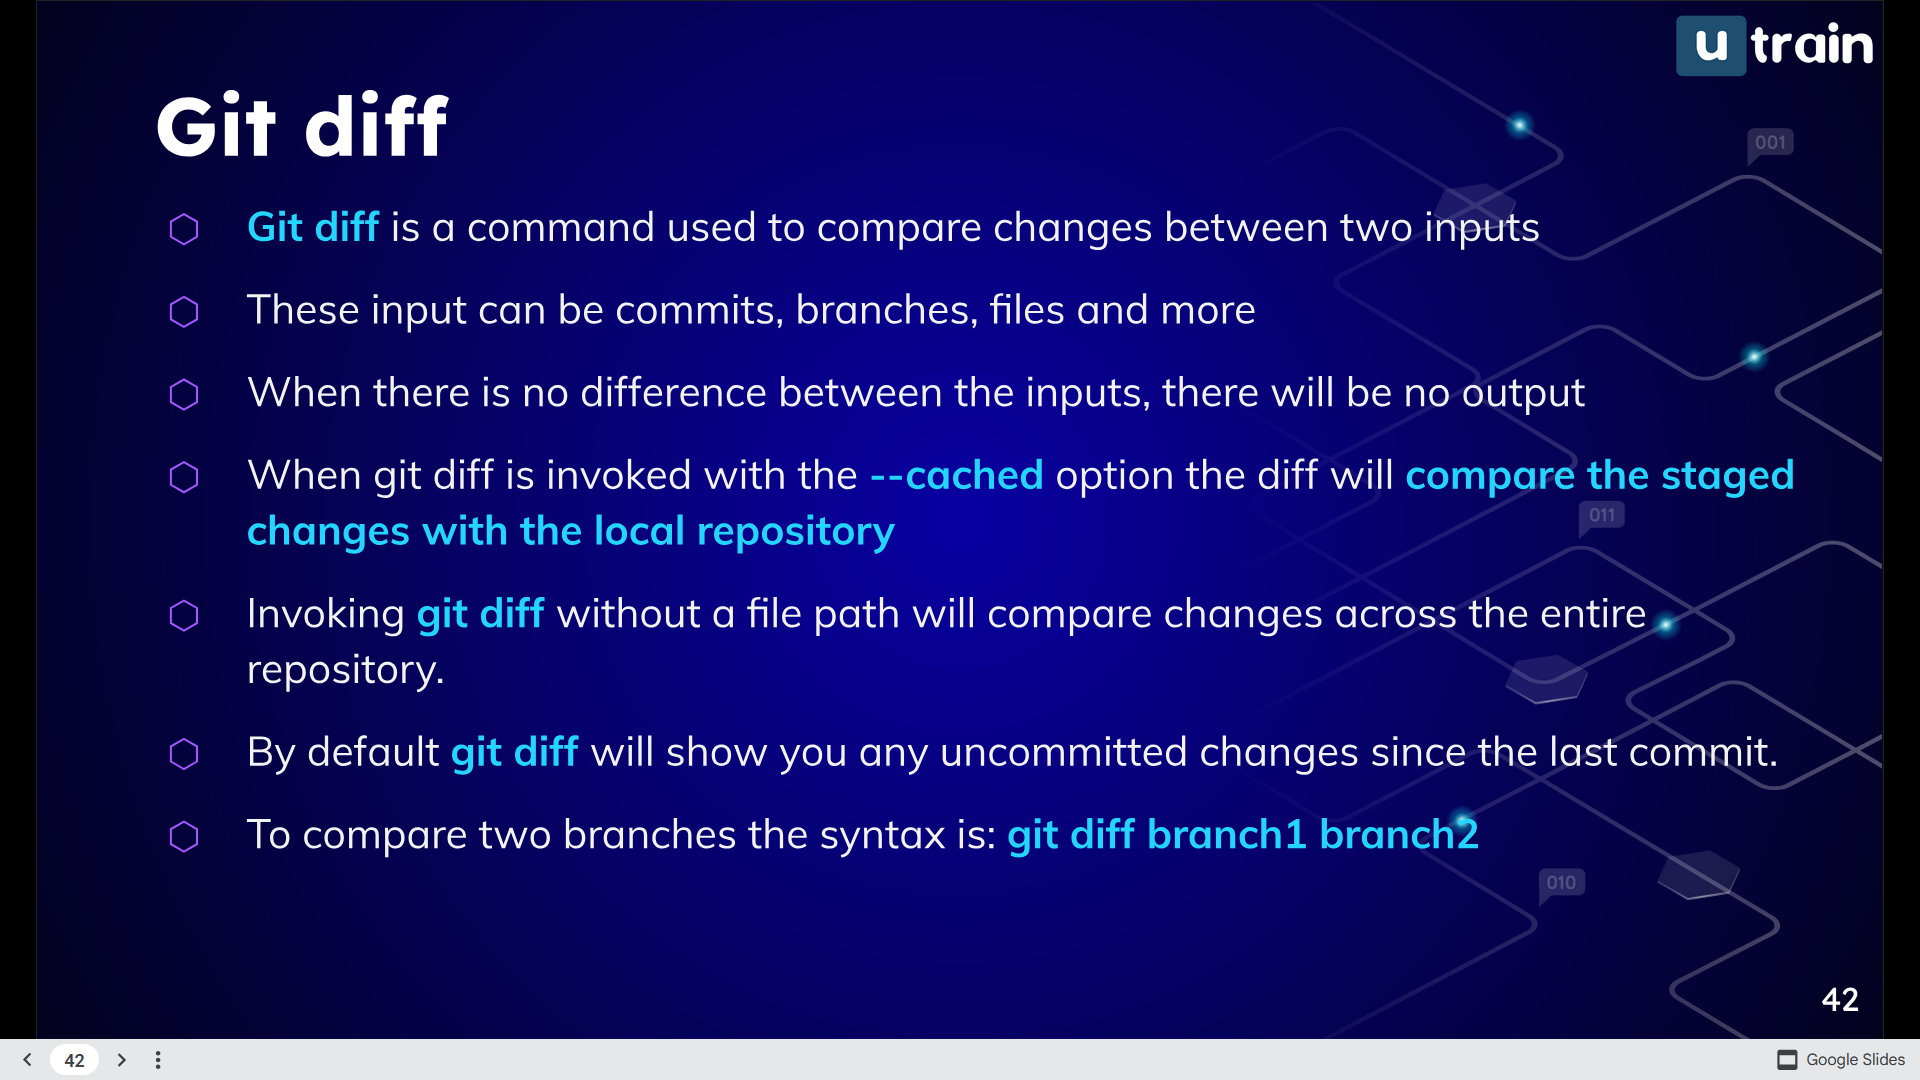 u train
Git diff
001
Git diff is a command used to compare changes between two inputs
These input can be commits, branches, files and more
When there is no difference between the inputs, there will be no output
When git diff is invoked with the --cached option the diff will compare the staged
changes with the local repository
011
Invoking git diff without a file path will compare changes across the entire
repository.
By default git diff will show you any uncommitted changes since the last commit.
To compare two branches the syntax is: git diff branch1 branch2
010
42
42
Google Slides